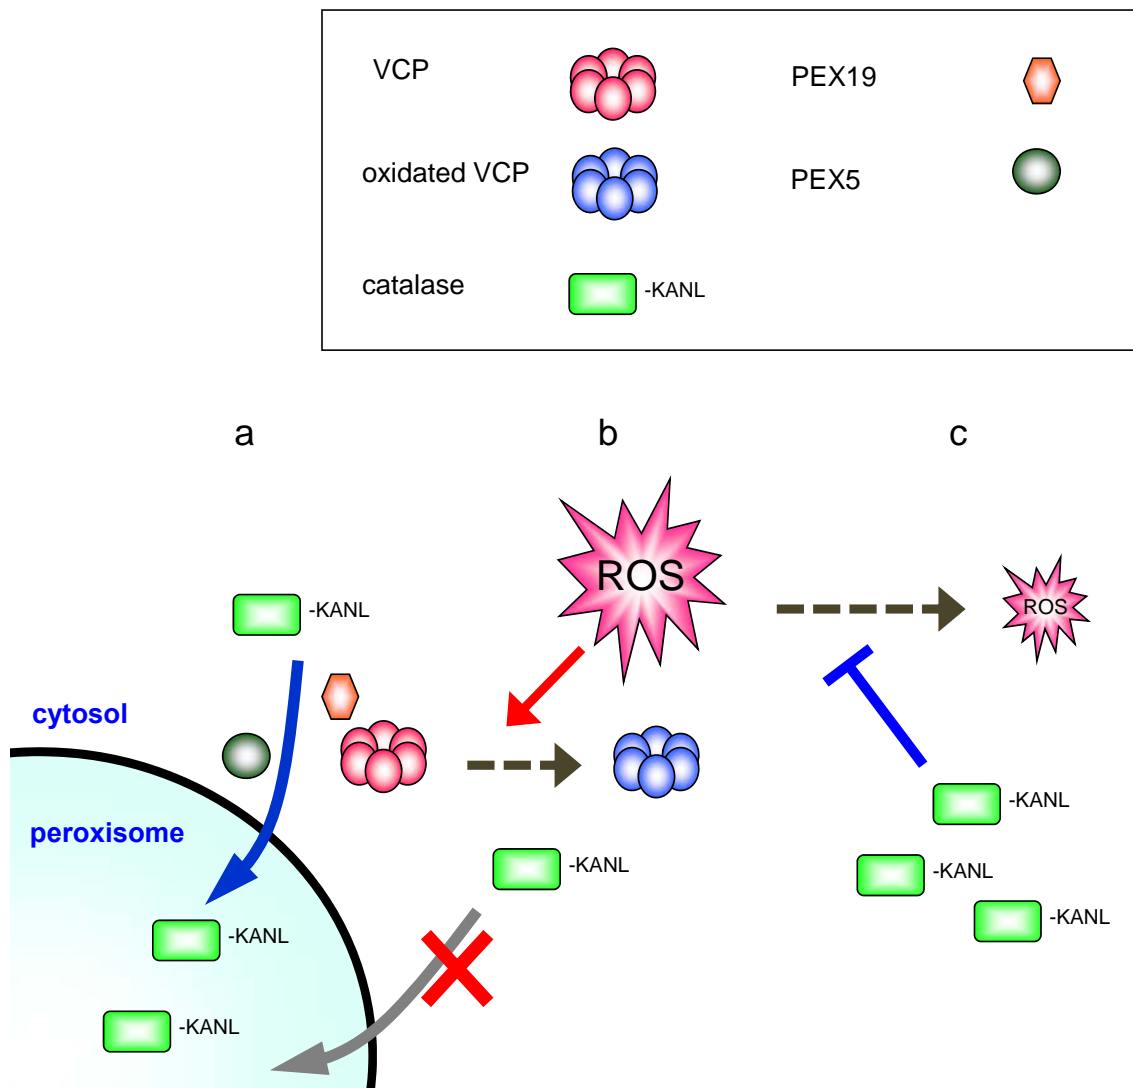 VCP
PEX19
oxidated VCP
PEX5
catalase
-KANL
a
b
c
ROS
ROS
-KANL
cytosol
peroxisome
-KANL
-KANL
-KANL
-KANL
-KANL
-KANL